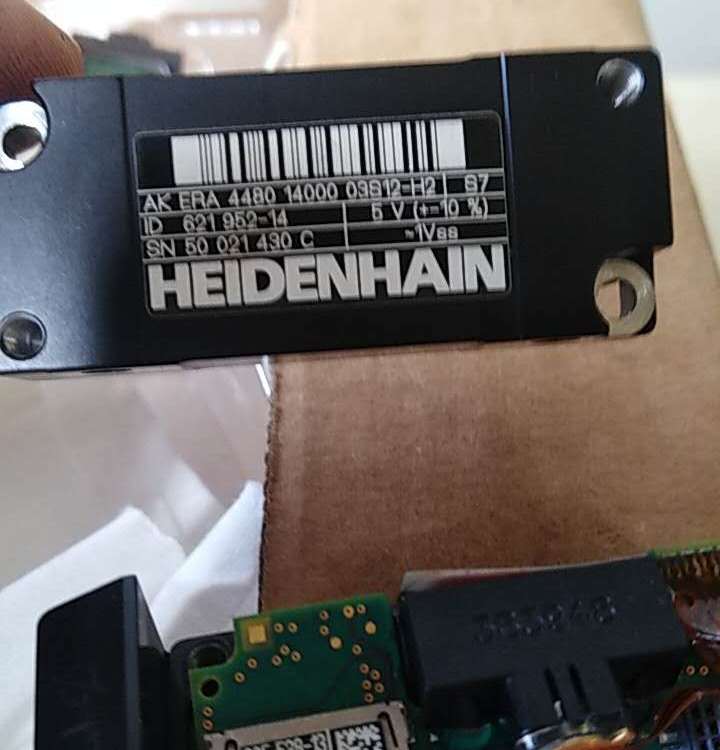 AK ERA 4480 14000 03S12-H2 S7
ID 621 952-14 5 V (+-10 %)
SN 50 021 430 C ~1Vss
HEIDENHAIN